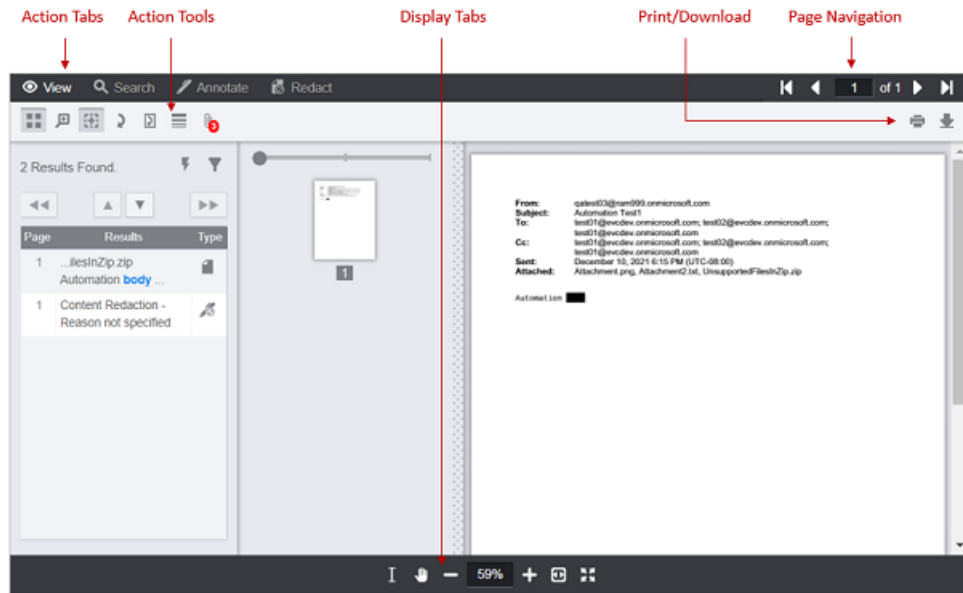 Action Tabs Action Tools Display Tabs Print/Download Page Navigation
View Search Annotate Redact 1 of 1
3
2 Results Found.
Page Results Type
1 ...ilesInZip.zip
Automation body ...
1 Content Redaction -
Reason not specified
1
From: qatest03@ram999.onmicrosoft.com
Subject: Automation Test1
To: test01@evcdev.onmicrosoft.com; test02@evcdev.onmicrosoft.com;
test01@evcdev.onmicrosoft.com
Cc: test01@evcdev.onmicrosoft.com; test02@evcdev.onmicrosoft.com;
test01@evcdev.onmicrosoft.com
Sent: December 10, 2021 6:15 PM (UTC-08:00)
Attached: Attachment.png, Attachment2.txt, UnsupportedFilesInZip.zip
Automation
59%